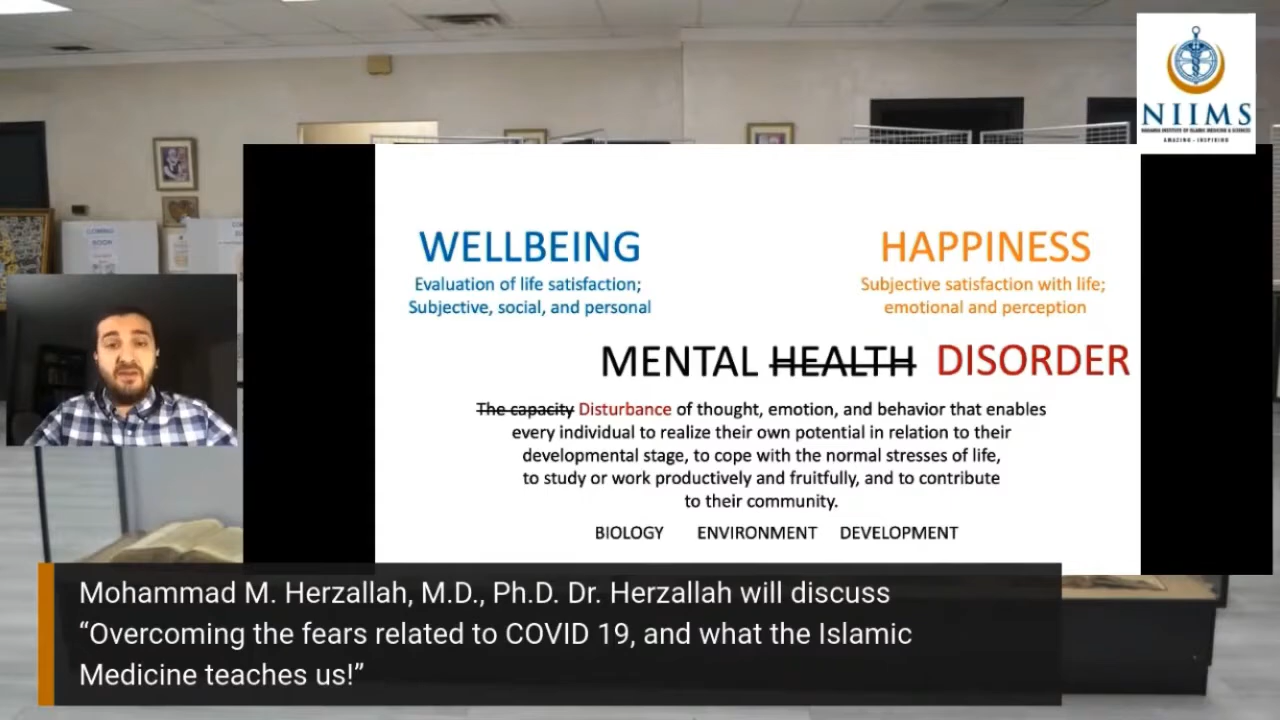 NIIMS
AMAZING - INSPIRING
WELLBEING
Evaluation of life satisfaction;
Subjective, social, and personal
HAPPINESS
Subjective satisfaction with life;
emotional and perception
MENTAL HEALTH DISORDER
The capacity Disturbance of thought, emotion, and behavior that enables
every individual to realize their own potential in relation to their
developmental stage, to cope with the normal stresses of life,
to study or work productively and fruitfully, and to contribute
to their community.
BIOLOGY ENVIRONMENT DEVELOPMENT
COMING
SOON
Mohammad M. Herzallah, M.D., Ph.D. Dr. Herzallah will discuss
“Overcoming the fears related to COVID 19, and what the Islamic
Medicine teaches us!”